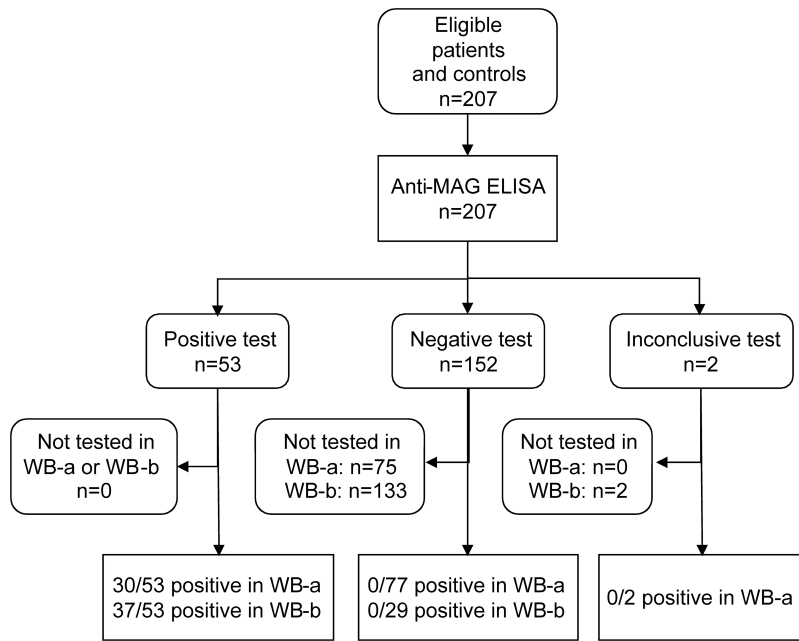 Eligible
patients
and controls
n=207
Anti-MAG ELISA
n=207
Positive test
n=53
Negative test
n=152
Inconclusive test
n=2
Not tested in
WB-a or WB-b
n=0
Not tested in
WB-a: n=75
WB-b: n=133
Not tested in
WB-a: n=0
WB-b: n=2
30/53 positive in WB-a
37/53 positive in WB-b
0/77 positive in WB-a
0/29 positive in WB-b
0/2 positive in WB-a